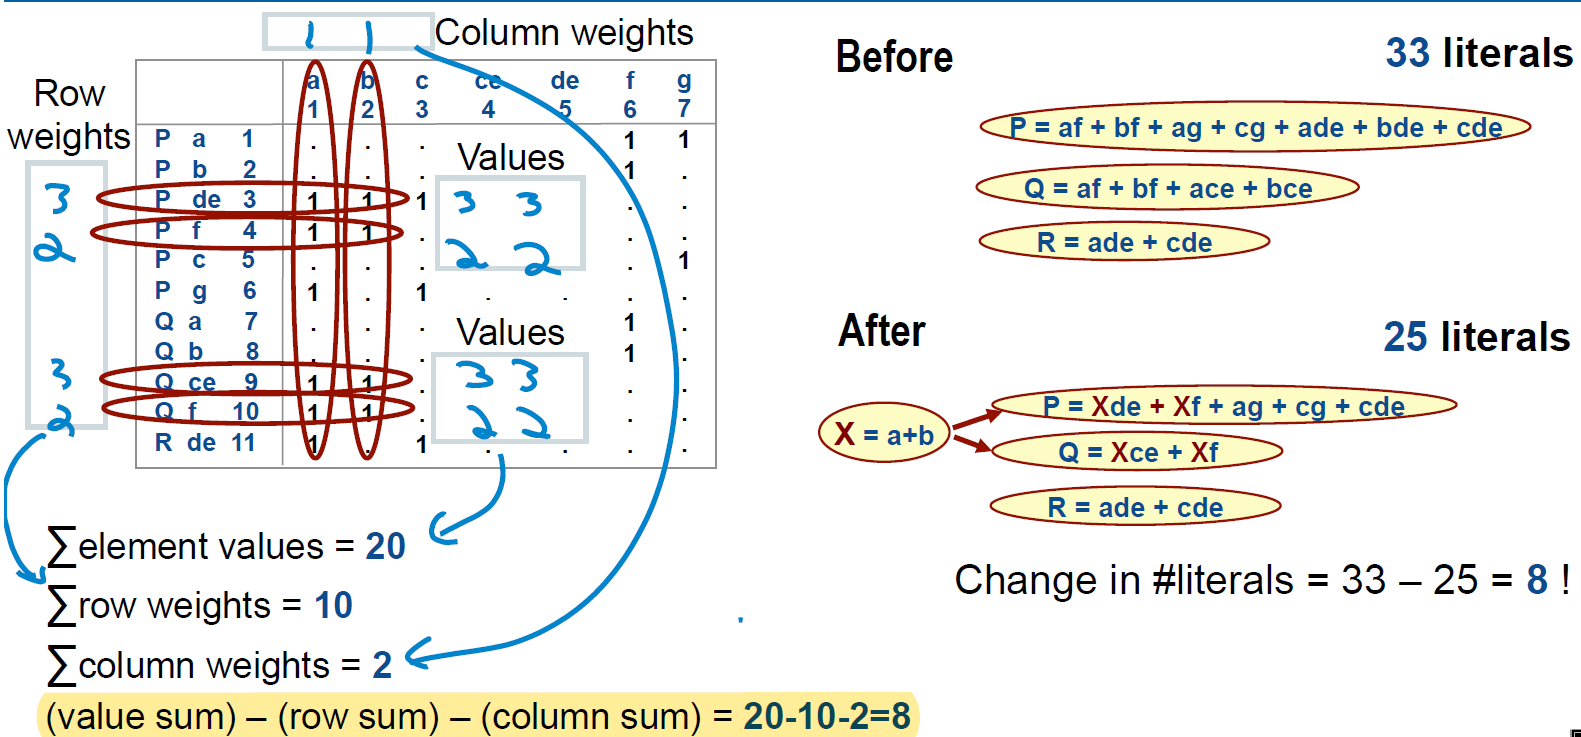 1 1 Column weights
Row weights
a b c ce de f g
1 2 3 4 5 6 7
P a 1 . . . 1 1
P b 2 . . . 1 .
P de 3 1 1 1 . .
P f 4 1 1 . . .
P c 5 . . . . 1
P g 6 1 . 1 . . . .
Q a 7 . . . 1 .
Q b 8 . . . 1 .
Q ce 9 1 1 . . .
Q f 10 1 1 . . .
R de 11 1 . 1 . . . .
3
2
3
2
Values
3 3
2 2
Values
3 3
2 2
∑element values = 20
∑row weights = 10
∑column weights = 2
(value sum) – (row sum) – (column sum) = 20-10-2=8
Before 33 literals
P = af + bf + ag + cg + ade + bde + cde
Q = af + bf + ace + bce
R = ade + cde
After 25 literals
X = a+b
P = Xde + Xf + ag + cg + cde
Q = Xce + Xf
R = ade + cde
Change in #literals = 33 – 25 = 8 !